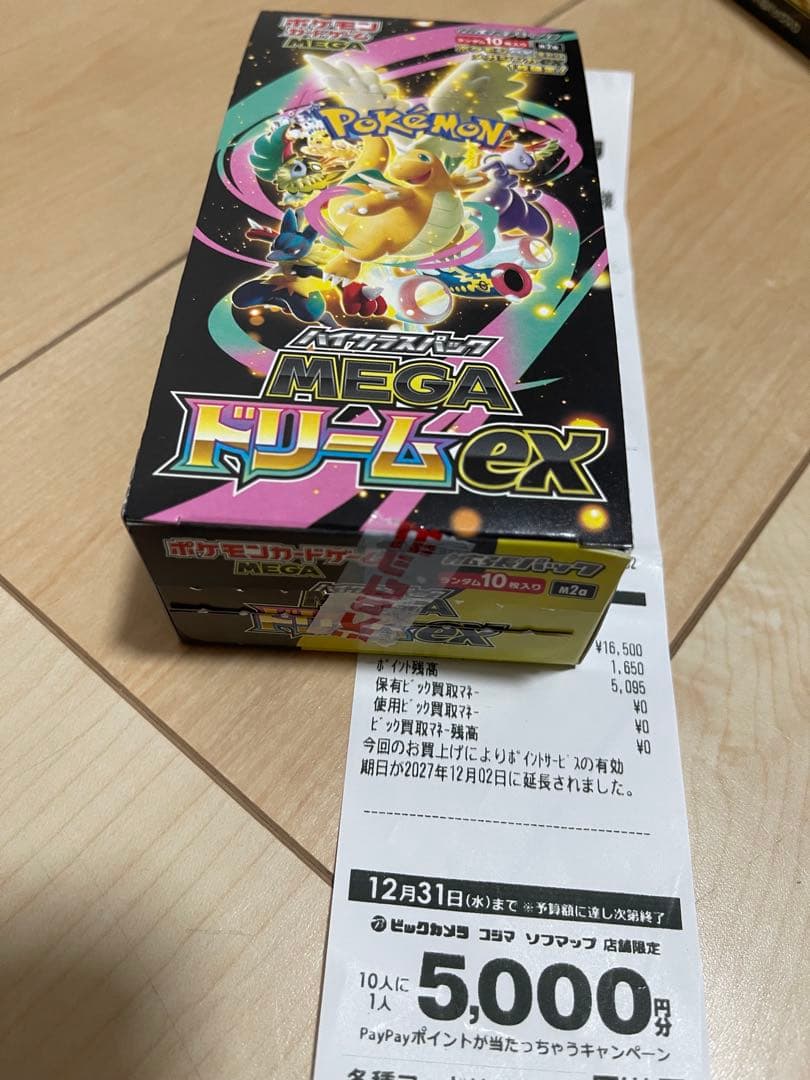 ポケモン
カードゲーム
MEGA
ランダム10枚入り
POKéMON
ハイクラスパック
MEGA
ドリームex
ポケモンカードゲーム
MEGA
拡張パック
ランダム10枚入り
M2a
ex
¥16,500
1,650
ポイント残高
5,095
保有ビック買取マネー
¥0
使用ビック買取マネー
¥0
ビック買取マネー残高
¥0
今回のお買上げによりポイントサービスの有効
期日が2027年12月02日に延長されました。
12月31日(水)まで ※予算額に達し次第終了
ビックカメラ コジマ ソフマップ 店舗限定
10人に
1人
5,000円分
PayPayポイントが当たっちゃうキャンペーン